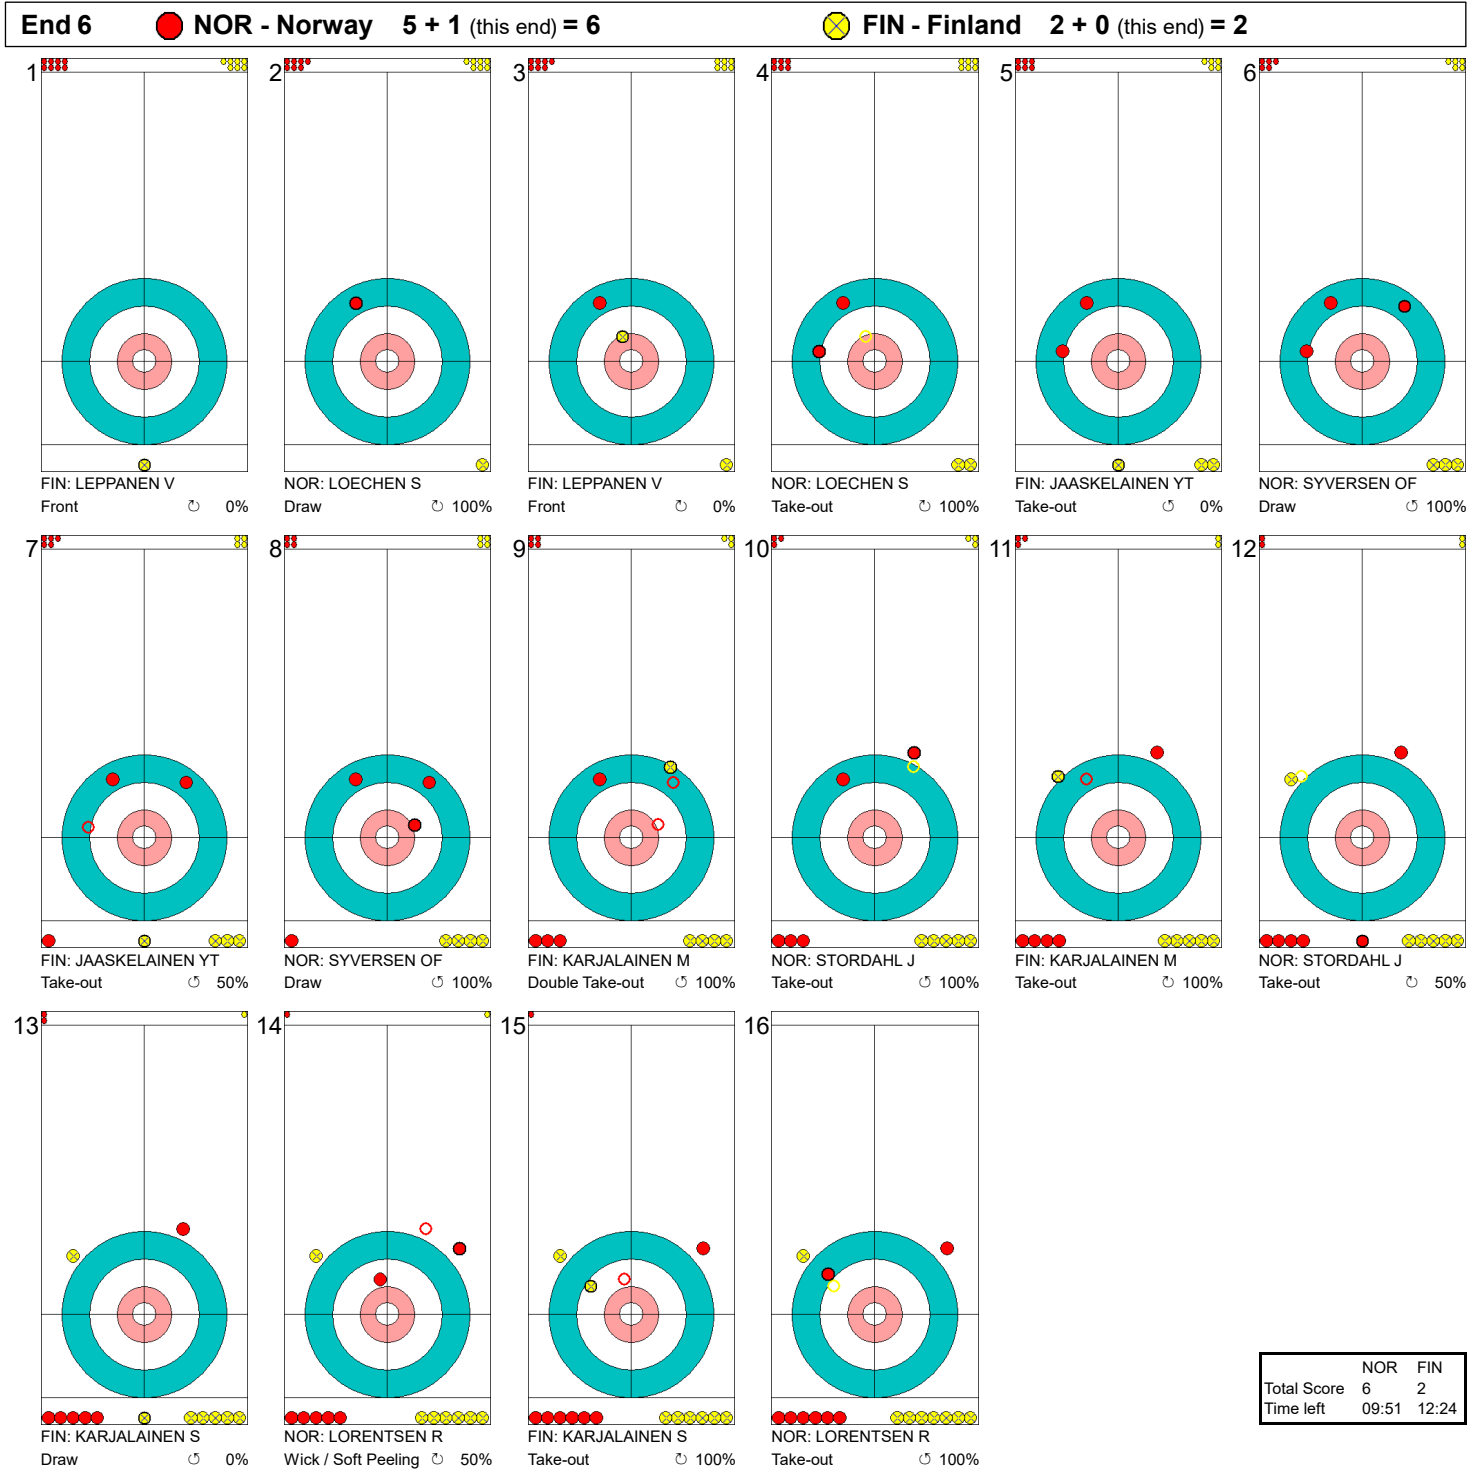 End 6 NOR - Norway 5 + 1 (this end) = 6 FIN - Finland 2 + 0 (this end) = 2
1 2 3 4 5 6
FIN: LEPPANEN V NOR: LOECHEN S FIN: LEPPANEN V NOR: LOECHEN S FIN: JAASKELAINEN YT NOR: SYVERSEN OF
Front ↻ 0% Draw ↻ 100% Front ↻ 0% Take-out ↻ 100% Take-out ↺ 0% Draw ↺ 100%
7 8 9 10 11 12
FIN: JAASKELAINEN YT NOR: SYVERSEN OF FIN: KARJALAINEN M NOR: STORDAHL J FIN: KARJALAINEN M NOR: STORDAHL J
Take-out ↺ 50% Draw ↺ 100% Double Take-out ↺ 100% Take-out ↺ 100% Take-out ↻ 100% Take-out ↻ 50%
13 14 15 16
FIN: KARJALAINEN S NOR: LORENTSEN R FIN: KARJALAINEN S NOR: LORENTSEN R
Draw ↺ 0% Wick / Soft Peeling ↻ 50% Take-out ↻ 100% Take-out ↺ 100%
NOR FIN
Total Score 6 2
Time left 09:51 12:24